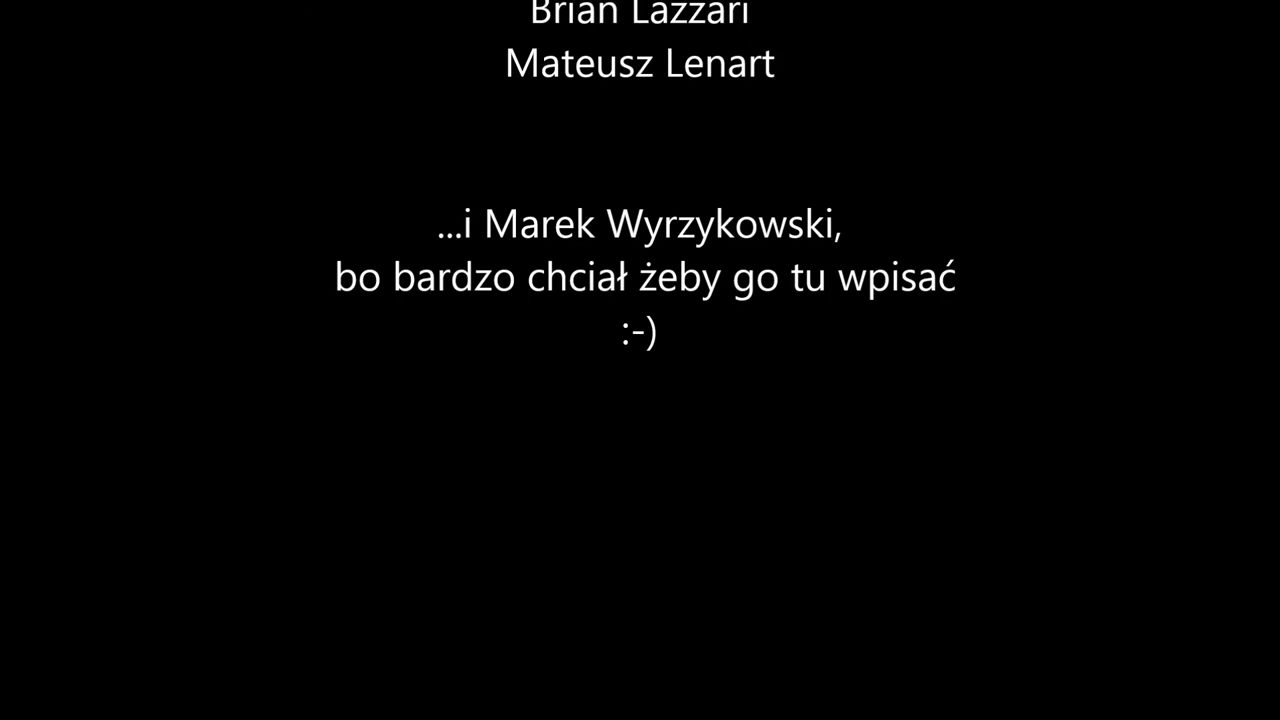 Brian Lazzari
Mateusz Lenart
...i Marek Wyrzykowski,
bo bardzo chciał żeby go tu wpisać
:-)